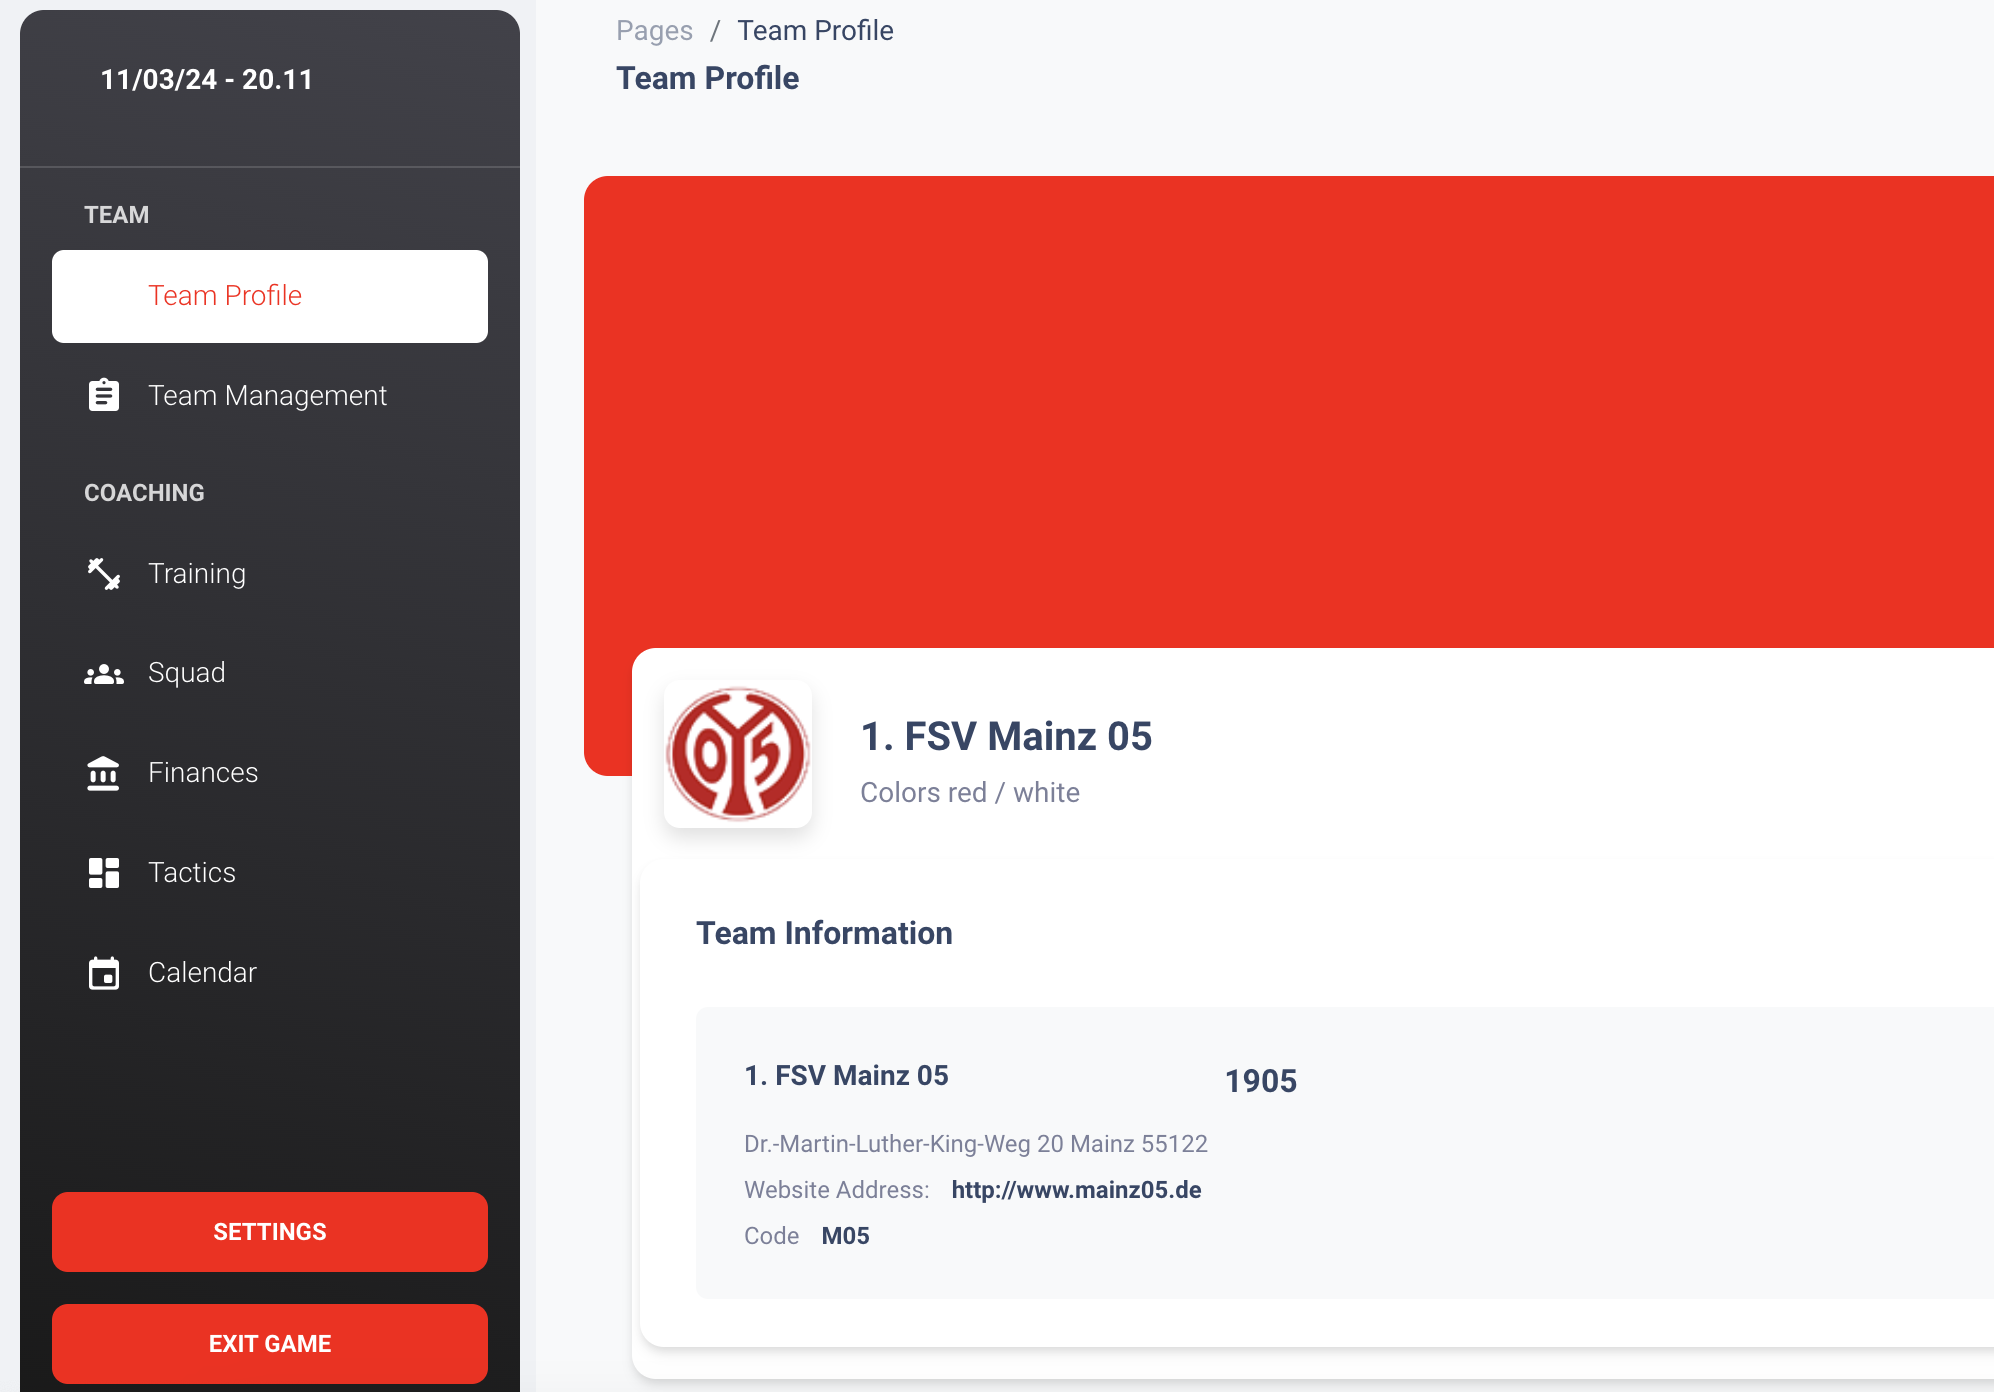 11/03/24 - 20.11
TEAM
Team Profile
Team Management
COACHING
Training
Squad
Finances
Tactics
Calendar
SETTINGS
EXIT GAME
Pages / Team Profile
Team Profile
05
1. FSV Mainz 05
Colors red / white
Team Information
1. FSV Mainz 05
1905
Dr.-Martin-Luther-King-Weg 20 Mainz 55122
Website Address: http://www.mainz05.de
Code M05